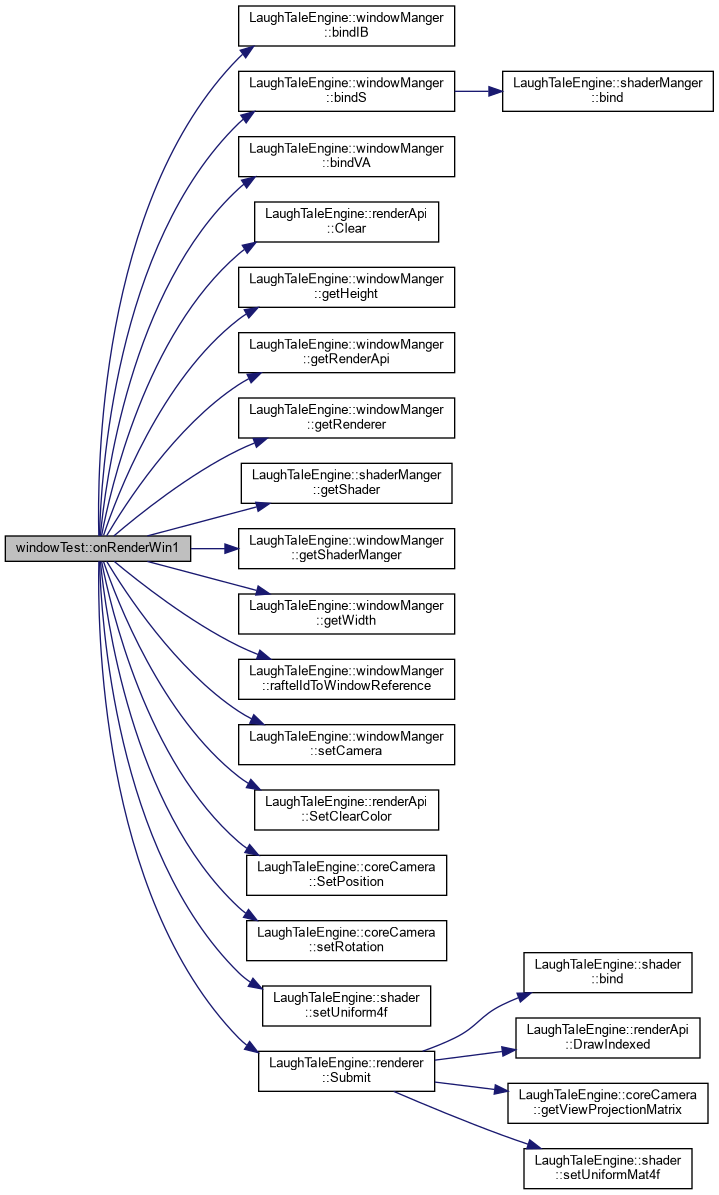 LaughTaleEngine::windowManger
::bindIB
LaughTaleEngine::windowManger
::bindS
LaughTaleEngine::shaderManger
::bind
LaughTaleEngine::windowManger
::bindVA
LaughTaleEngine::renderApi
::Clear
LaughTaleEngine::windowManger
::getHeight
LaughTaleEngine::windowManger
::getRenderApi
LaughTaleEngine::windowManger
::getRenderer
LaughTaleEngine::shaderManger
::getShader
windowTest::onRenderWin1
LaughTaleEngine::windowManger
::getShaderManger
LaughTaleEngine::windowManger
::getWidth
LaughTaleEngine::windowManger
::raftelIdToWindowReference
LaughTaleEngine::windowManger
::setCamera
LaughTaleEngine::renderApi
::SetClearColor
LaughTaleEngine::coreCamera
::SetPosition
LaughTaleEngine::coreCamera
::setRotation
LaughTaleEngine::shader
::setUniform4f
LaughTaleEngine::renderer
::Submit
LaughTaleEngine::shader
::bind
LaughTaleEngine::renderApi
::DrawIndexed
LaughTaleEngine::coreCamera
::getViewProjectionMatrix
LaughTaleEngine::shader
::setUniformMat4f